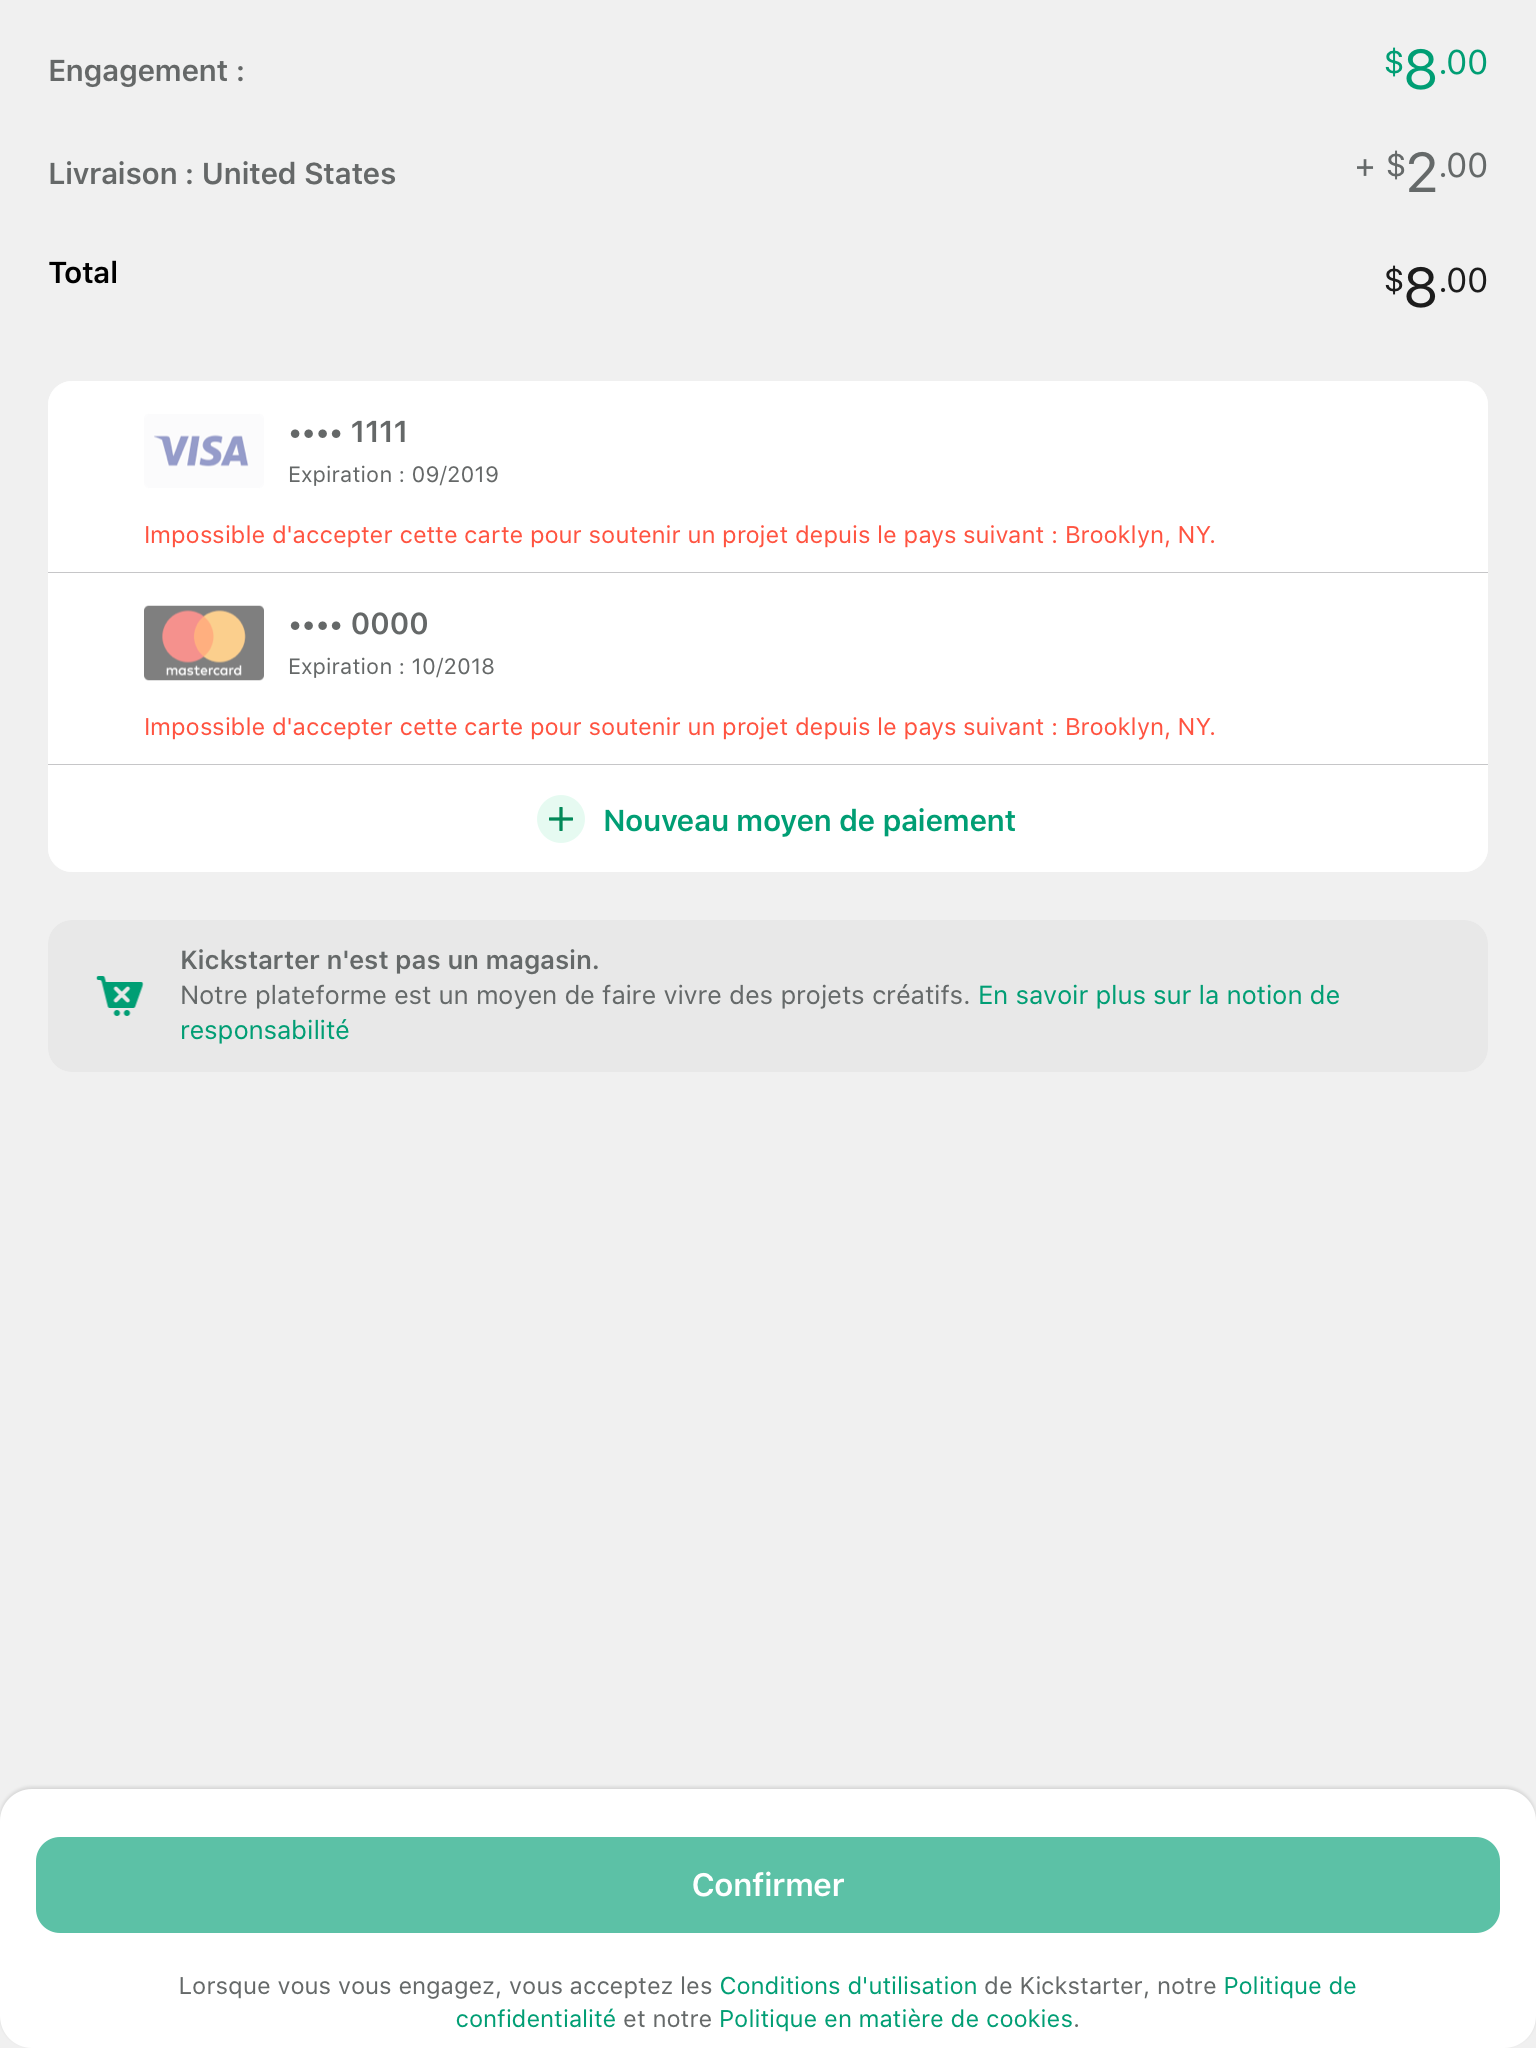 Engagement :
$8.00
Livraison : United States
+ $2.00
Total
$8.00
VISA
•••• 1111
Expiration : 09/2019
Impossible d'accepter cette carte pour soutenir un projet depuis le pays suivant : Brooklyn, NY.
mastercard
•••• 0000
Expiration : 10/2018
Impossible d'accepter cette carte pour soutenir un projet depuis le pays suivant : Brooklyn, NY.
Nouveau moyen de paiement
Kickstarter n'est pas un magasin.
Notre plateforme est un moyen de faire vivre des projets créatifs. En savoir plus sur la notion de
responsabilité
Confirmer
Lorsque vous vous engagez, vous acceptez les Conditions d'utilisation de Kickstarter, notre Politique de
confidentialité et notre Politique en matière de cookies.